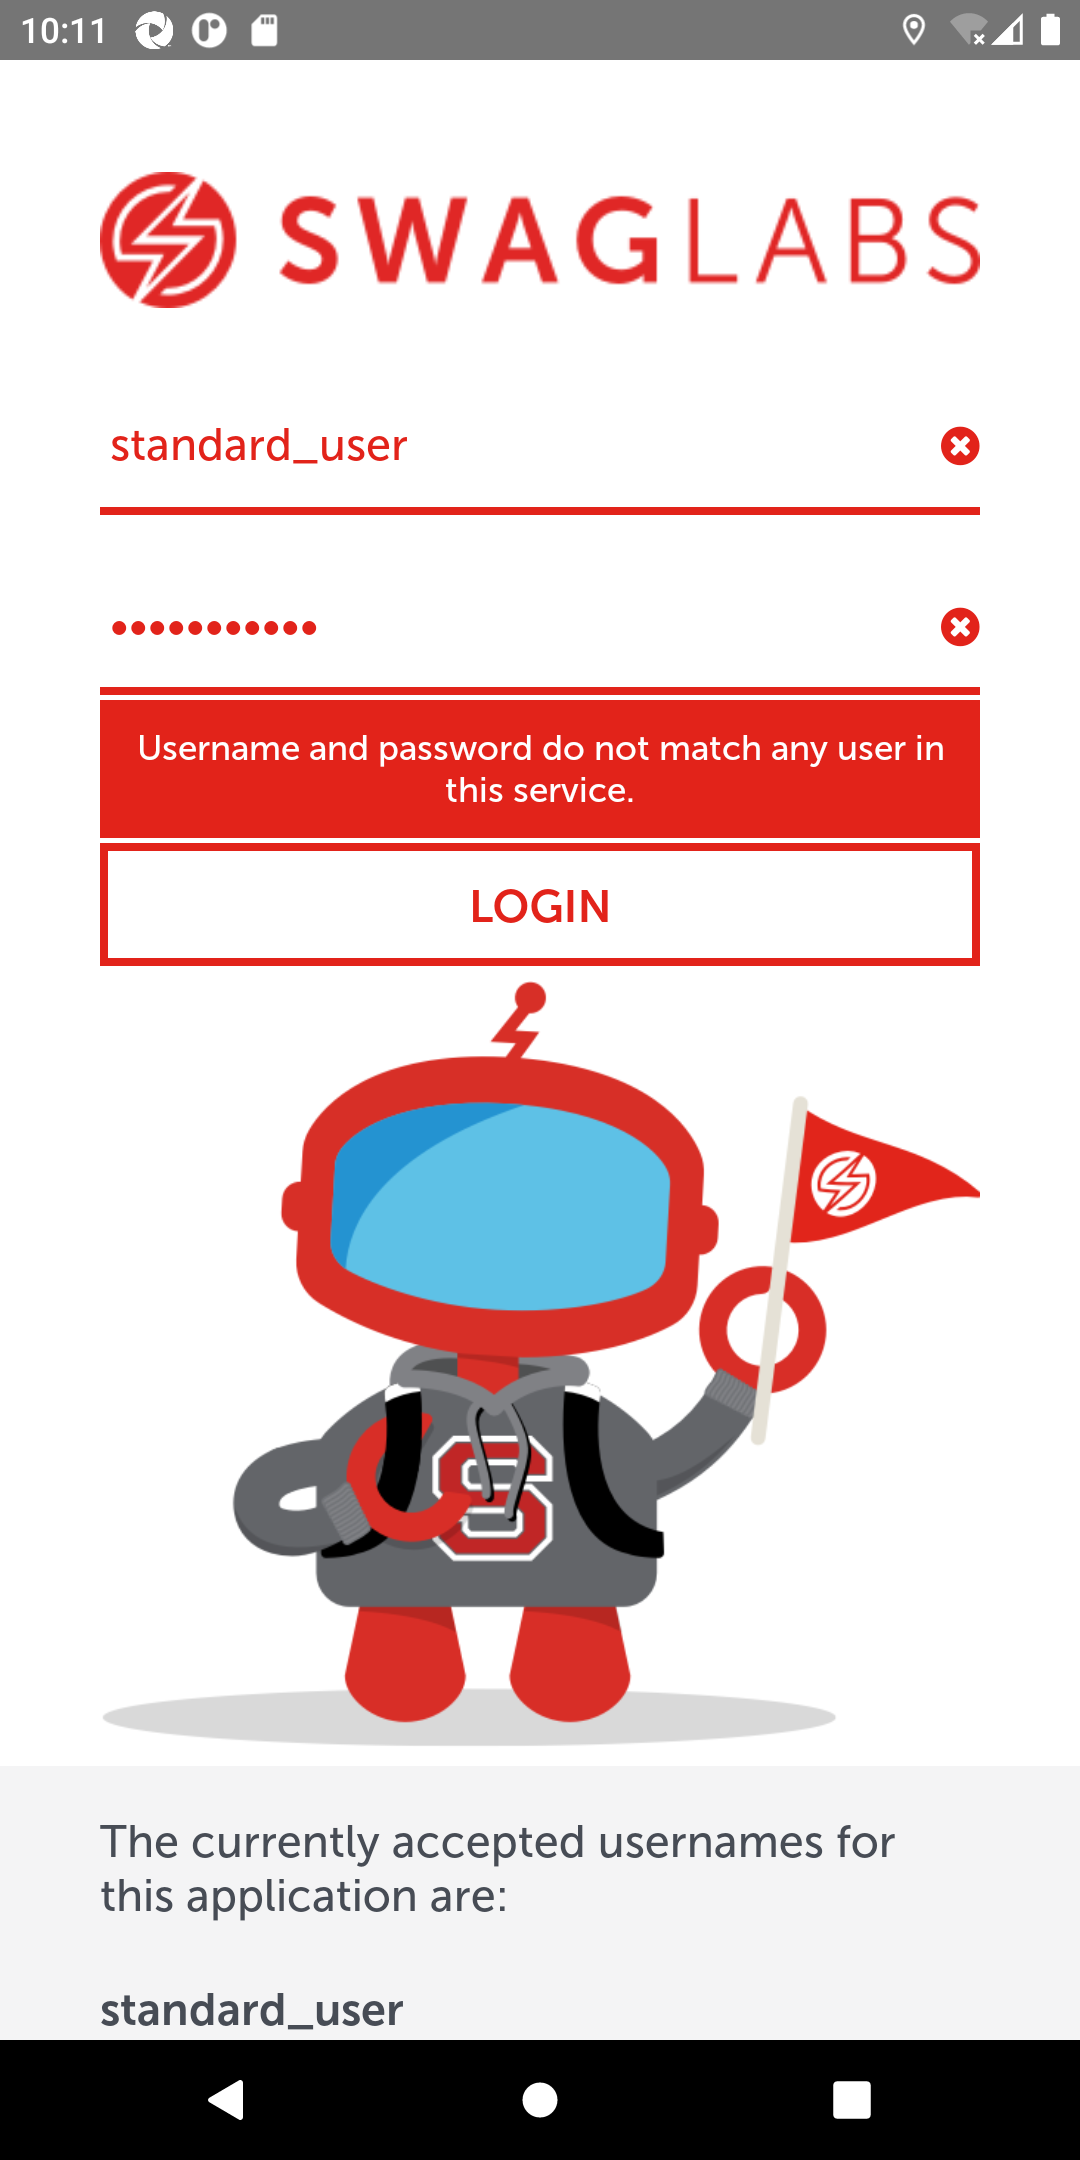 10:11
SWAGLABS
standard_user
•••••••••••
Username and password do not match any user in
this service.
LOGIN
S
The currently accepted usernames for
this application are:
standard_user